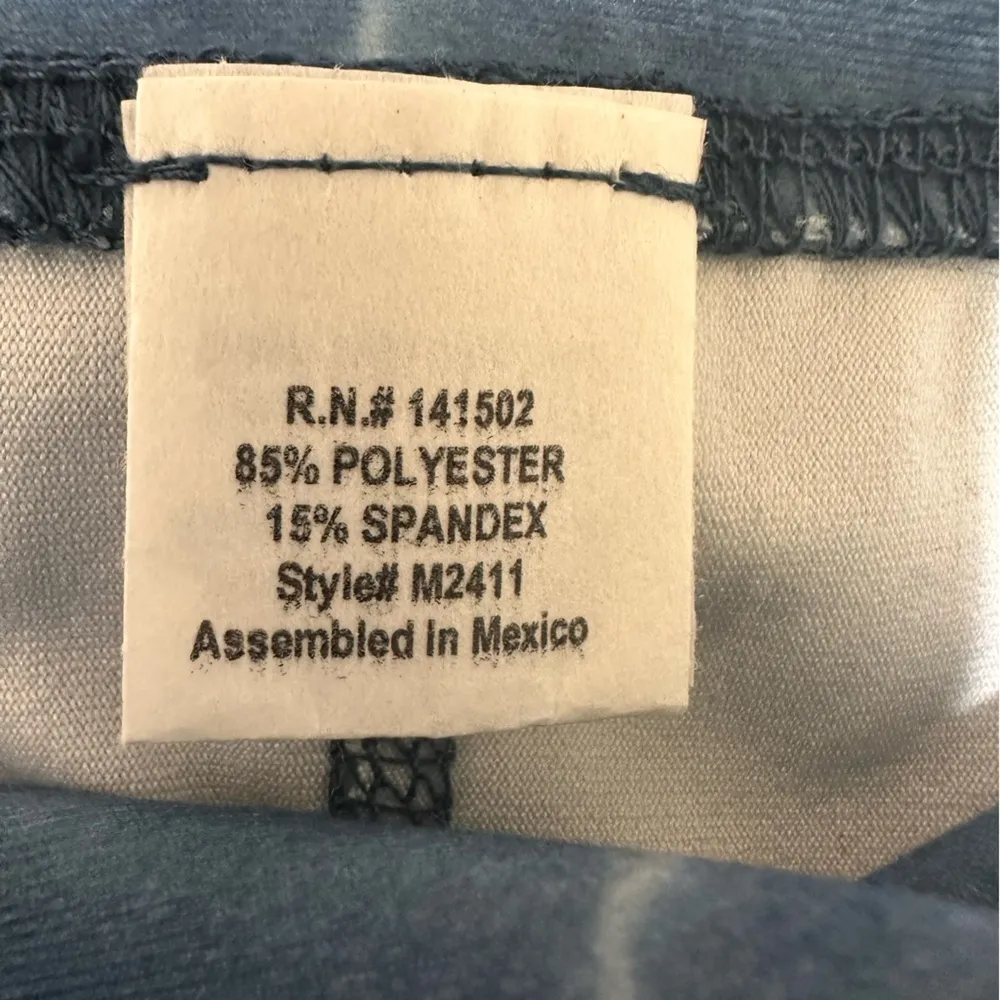 R.N.# 141502
85% POLYESTER
15% SPANDEX
Style# M2411
Assembled In Mexico